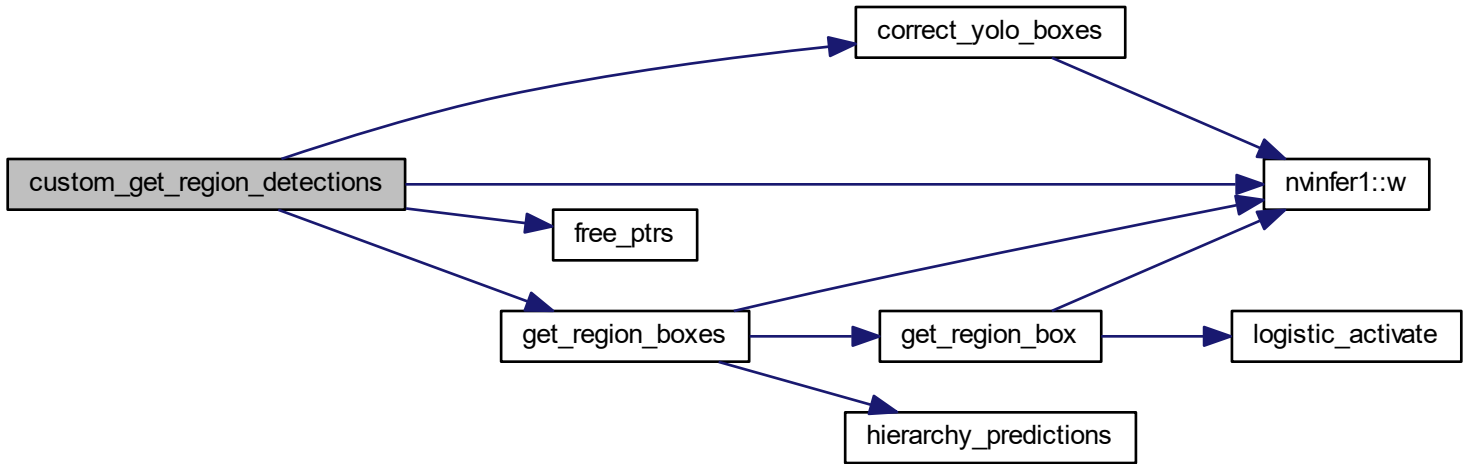 correct_yolo_boxes
custom_get_region_detections
nvinfer1::w
free_ptrs
get_region_boxes
get_region_box
logistic_activate
hierarchy_predictions